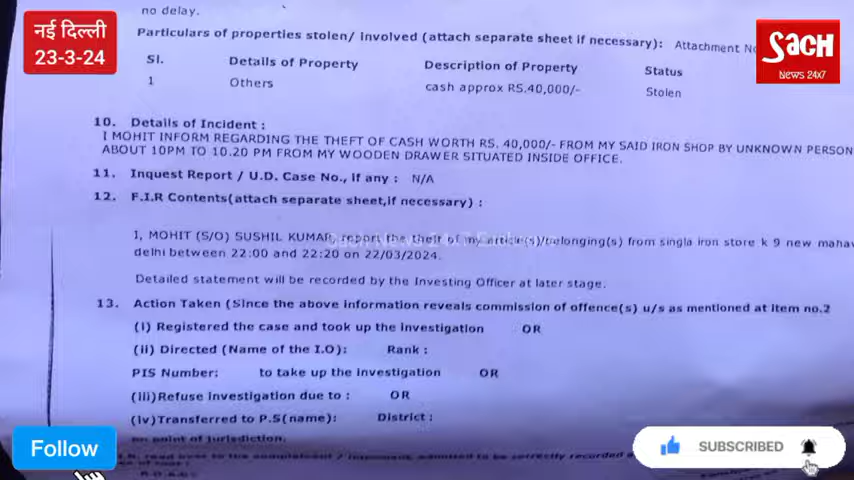 no delay.
Particulars of properties stolen/ involved (attach separate sheet if necessary): Attachment No
Sl. Details of Property Description of Property Status
1 Others cash approx RS.40,000/- Stolen
10. Details of Incident :
I MOHIT INFORM REGARDING THE THEFT OF CASH WORTH RS. 40,000/- FROM MY SAID IRON SHOP BY UNKNOWN PERSON
ABOUT 10PM TO 10.20 PM FROM MY WOODEN DRAWER SITUATED INSIDE OFFICE.
11. Inquest Report / U.D. Case No., if any : N/A
12. F.I.R Contents(attach separate sheet,if necessary) :
I, MOHIT (S/O) SUSHIL KUMAR, report the theft of my article(s)/belonging(s) from singla iron store k 9 new mahav
delhi between 22:00 and 22:20 on 22/03/2024.
Detailed statement will be recorded by the Investing Officer at later stage.
13. Action Taken (Since the above information reveals commission of offence(s) u/s as mentioned at item no.2
(i) Registered the case and took up the investigation OR
(ii) Directed (Name of the I.O): Rank :
PIS Number: to take up the investigation OR
(iii)Refuse investigation due to : OR
(iv)Transferred to P.S(name): District :
on point of jurisdiction.
नई दिल्ली
23-3-24
SACH
News 24x7
Follow
SUBSCRIBED